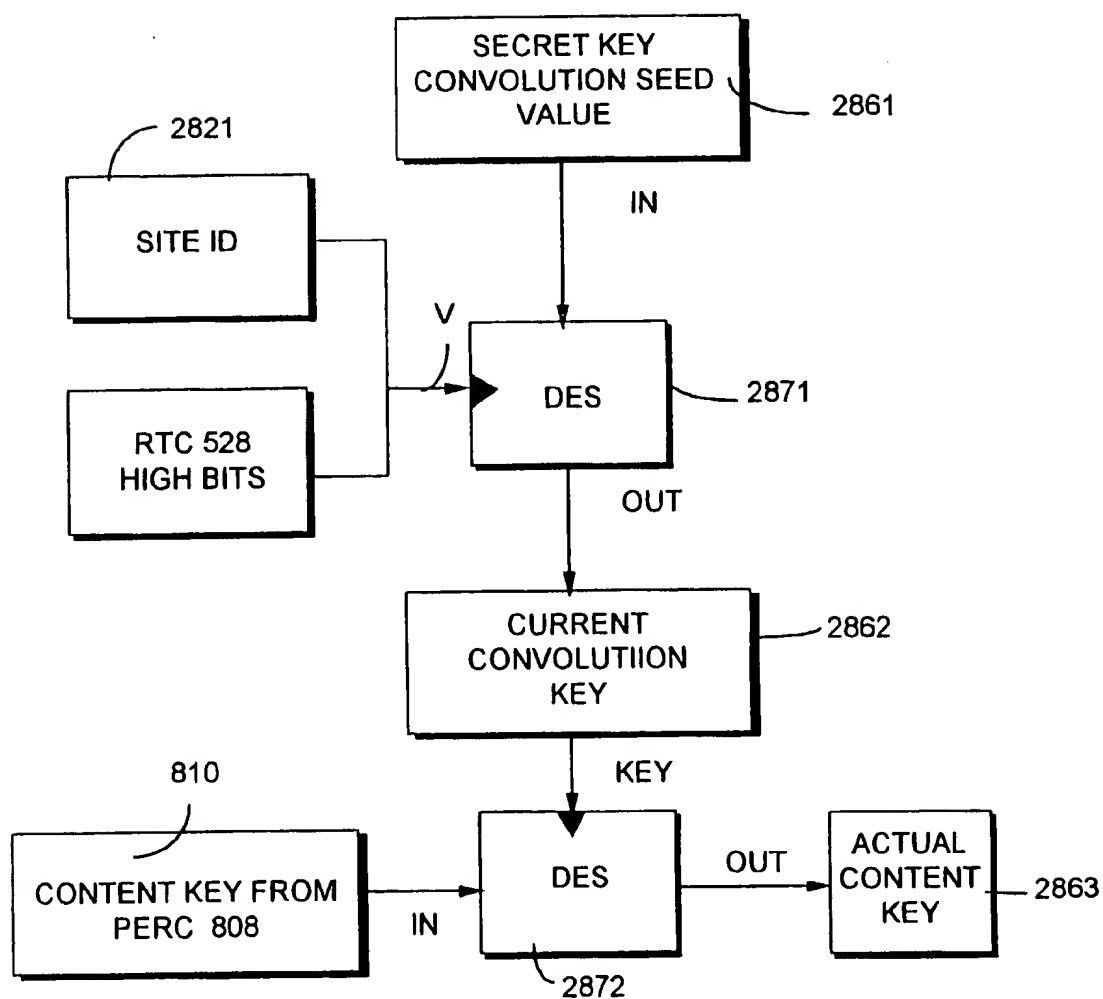 SECRET KEY
CONVOLUTION SEED
VALUE
2861
2821
IN
SITE ID
V
DES
2871
RTC 528
HIGH BITS
OUT
CURRENT
CONVOLUTIION
KEY
2862
KEY
810
CONTENT KEY FROM
PERC 808
IN
DES
OUT
ACTUAL
CONTENT
KEY
2863
2872